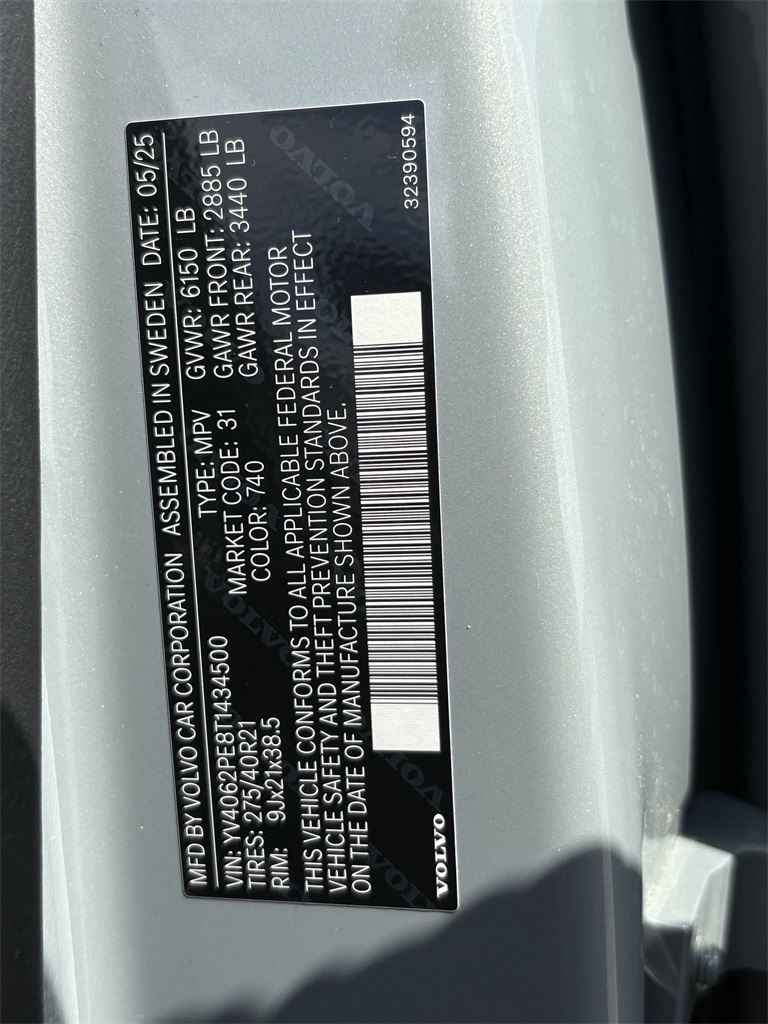 MFD BY VOLVO CAR CORPORATION ASSEMBLED IN SWEDEN DATE: 05/25
VIN: YV4062PE8T1434500 TYPE: MPV GVWR: 6150 LB
TIRES: 275/40R21 MARKET CODE: 31 GAWR FRONT: 2885 LB
RIM: 9Jx21x38.5 COLOR: 740 GAWR REAR: 3440 LB
THIS VEHICLE CONFORMS TO ALL APPLICABLE FEDERAL MOTOR
VEHICLE SAFETY AND THEFT PREVENTION STANDARDS IN EFFECT
ON THE DATE OF MANUFACTURE SHOWN ABOVE.
VOLVO 32390594